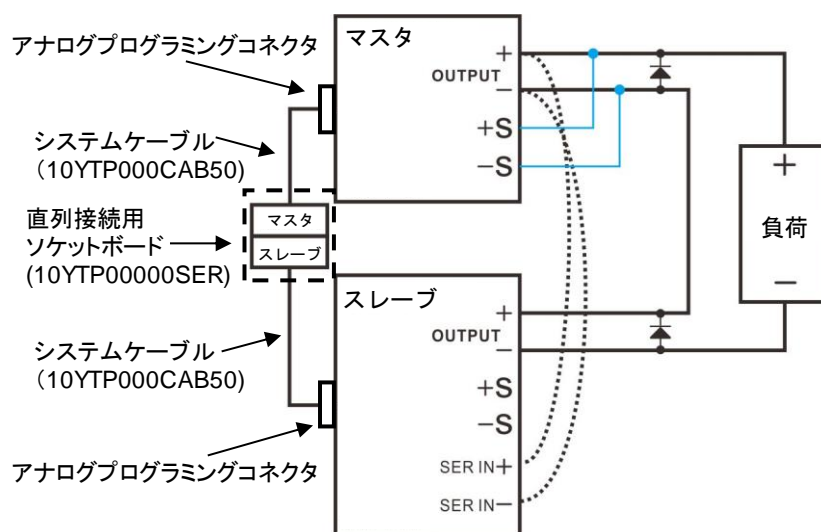 アナログプログラミングコネクタ
マスタ
+
OUTPUT
−
+S
−S
システムケーブル
（10YTP000CAB50)
直列接続用
ソケットボード
(10YTP00000SER)
マスタ
スレーブ
+
負荷
−
スレーブ
+
OUTPUT
−
+S
−S
SER IN+
SER IN−
システムケーブル
（10YTP000CAB50)
アナログプログラミングコネクタ